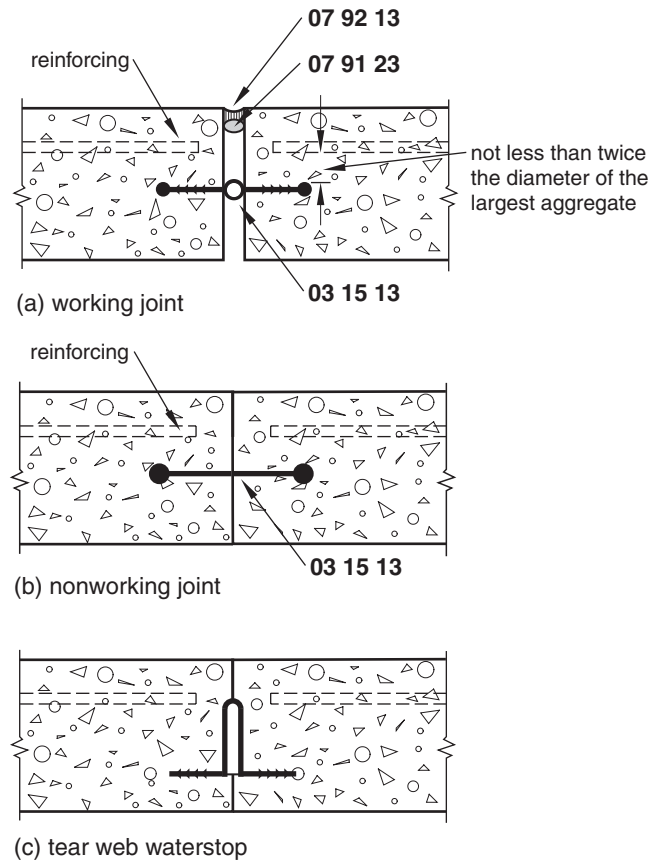 07 92 13
reinforcing
07 91 23
not less than twice
the diameter of the
largest aggregate
03 15 13
(a) working joint
reinforcing
03 15 13
(b) nonworking joint
(c) tear web waterstop